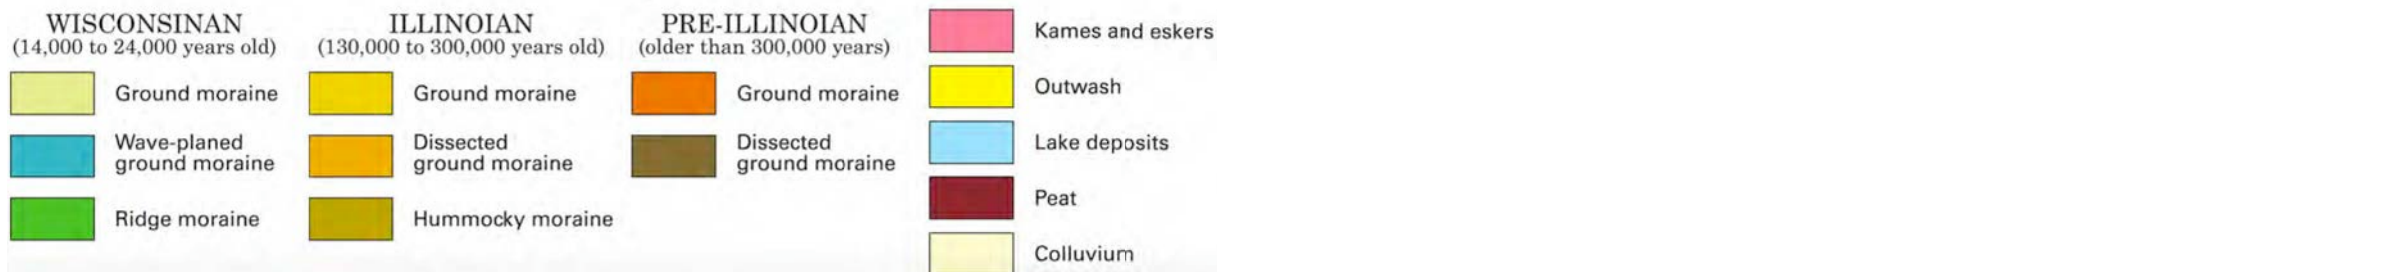 WISCONSINAN
(14,000 to 24,000 years old)
Ground moraine
Wave-planed
ground moraine
Ridge moraine
ILLINOIAN
(130,000 to 300,000 years old)
Ground moraine
Dissected
ground moraine
Hummocky moraine
PRE-ILLINOIAN
(older than 300,000 years)
Ground moraine
Dissected
ground moraine
Kames and eskers
Outwash
Lake deposits
Peat
Colluvium